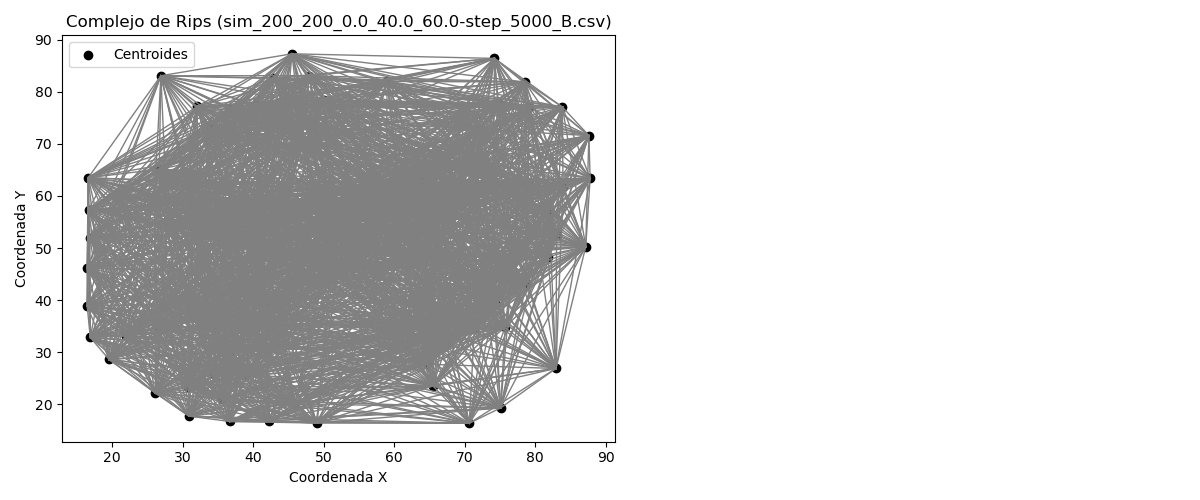 Complejo de Rips (sim_200_200_0.0_40.0_60.0-step_5000_B.csv)
Centroides
90
80
70
60
50
40
30
20
Coordenada Y
20 30 40 50 60 70 80 90
Coordenada X